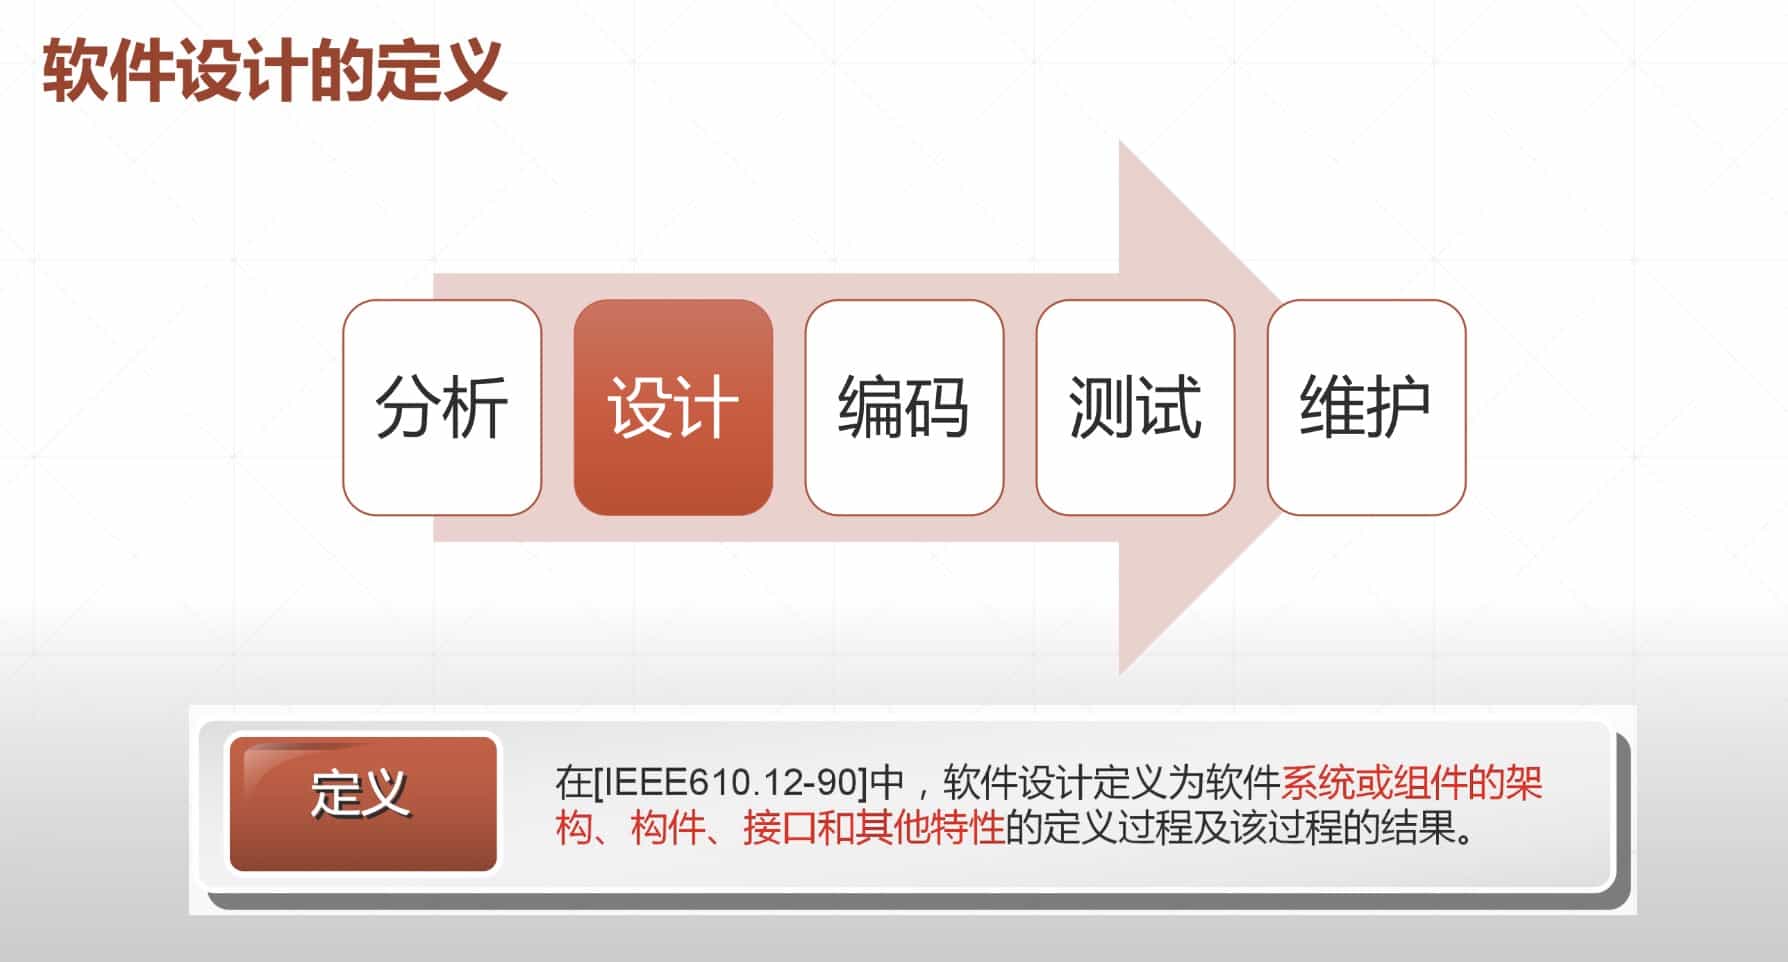 软件设计的定义
分析
设计
编码
测试
维护
定义
在[IEEE610.12-90]中，软件设计定义为软件系统或组件的架
构、构件、接口和其他特性的定义过程及该过程的结果。